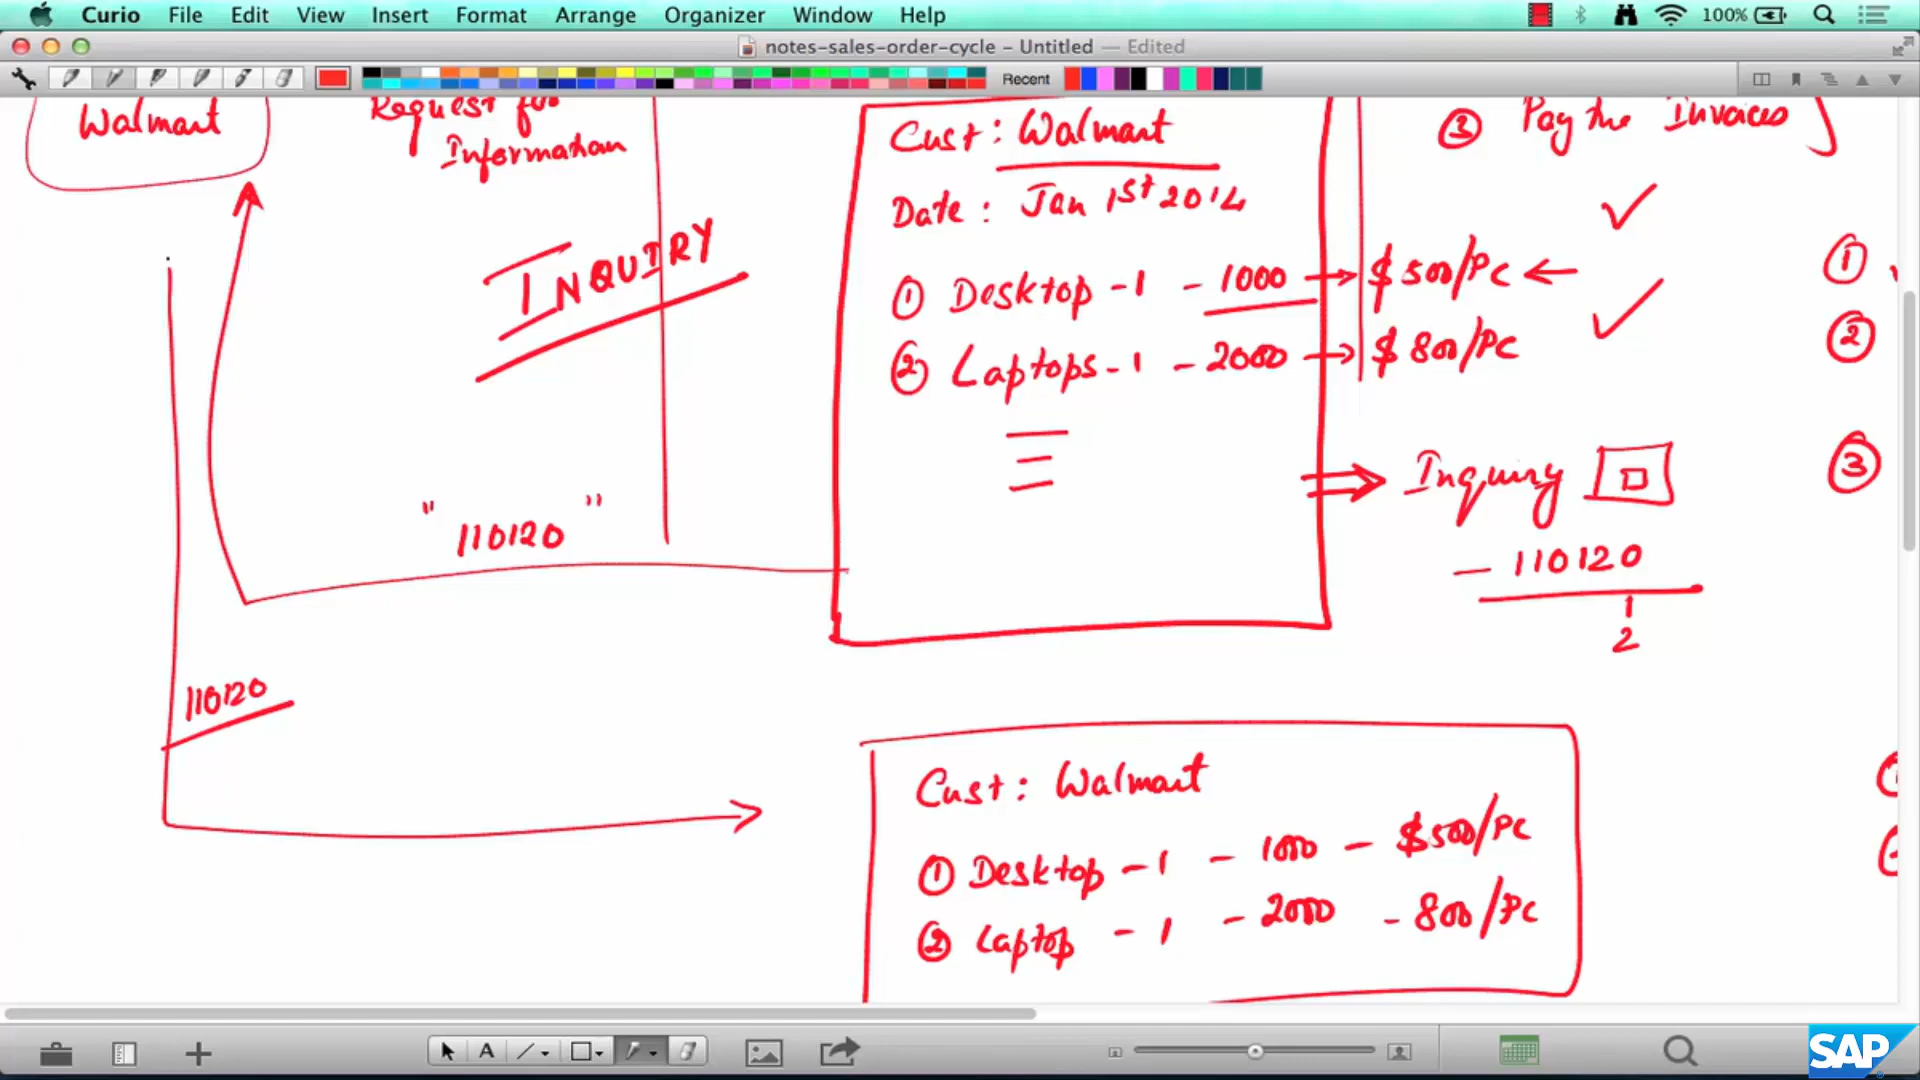 Curio File Edit View Insert Format Arrange Organizer Window Help 100%
notes-sales-order-cycle – Untitled — Edited
Recent
Walmart
Request for
Information
INQUIRY
"110120"
110120
Cust : Walmart
Date : Jan 1st 2014
① Desktop - 1 - 1000 → $500/PC ←
② Laptops - 1 - 2000 → $800/PC
③ Pay the Invoices
①
②
③
⇒ Inquiry
- 110120
1
2
Cust : Walmart
① Desktop - 1 - 1000 - $500/PC
② Laptop - 1 - 2000 - 800/PC
A
SAP